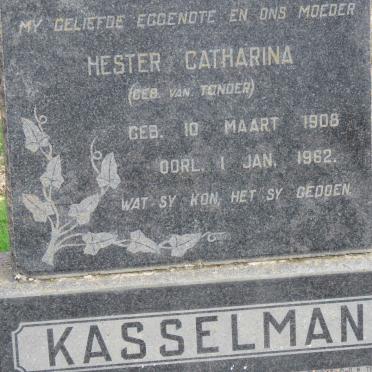 MY GELIEFDE EGGENOTE EN ONS MOEDER
HESTER CATHARINA
(GEB. VAN TONDER)
GEB. 10 MAART 1908
OORL. 1 JAN. 1962.
WAT SY KON, HET SY GEDOEN.
KASSELMAN